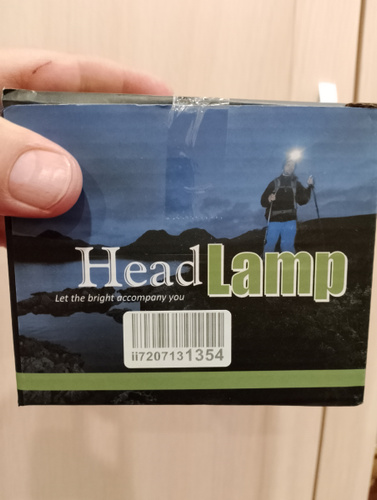 Head Lamp
Let the bright accompany you
ii7207131354